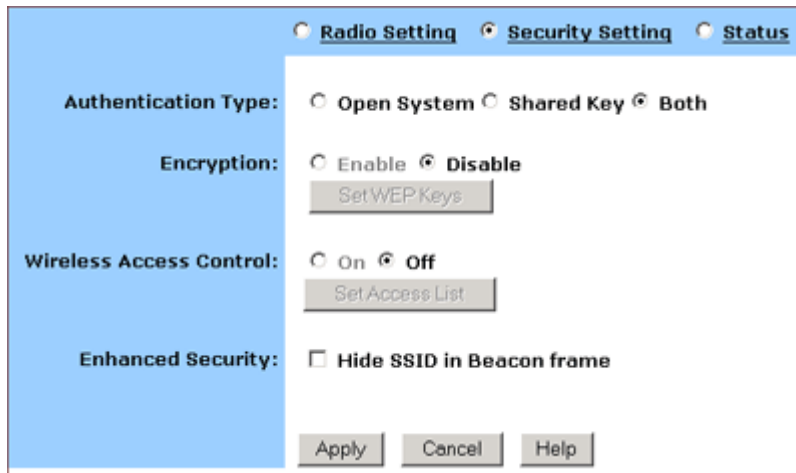 Radio Setting Security Setting Status
Authentication Type: Open System Shared Key Both
Encryption: Enable Disable
Set WEP Keys
Wireless Access Control: On Off
Set Access List
Enhanced Security: Hide SSID in Beacon frame
Apply Cancel Help